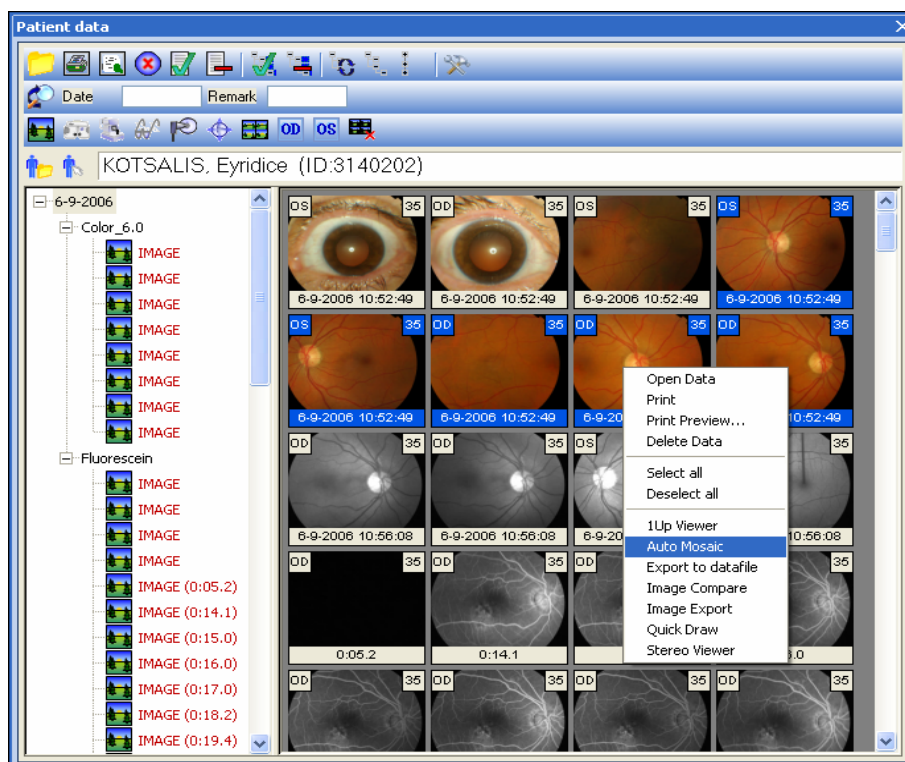 Patient data
Date Remark
OD OS
KOTSALIS, Eyridice (ID:3140202)
6-9-2006
Color_6.0
IMAGE
IMAGE
IMAGE
IMAGE
IMAGE
IMAGE
IMAGE
IMAGE
Fluorescein
IMAGE
IMAGE
IMAGE
IMAGE
IMAGE (0:05.2)
IMAGE (0:14.1)
IMAGE (0:15.0)
IMAGE (0:16.0)
IMAGE (0:17.0)
IMAGE (0:18.2)
IMAGE (0:19.4)
OS 35 OD 35 OS 35 OS 35
6-9-2006 10:52:49 6-9-2006 10:52:49 6-9-2006 10:52:49 6-9-2006 10:52:49
OS 35 OD 35 OD 35 OD 35
6-9-2006 10:52:49 6-9-2006 10:52:49 6-9-20 10:52:49
OD 35 OD 35 OS 35
6-9-2006 10:56:08 6-9-2006 10:56:08 6-9-20 10:56:08
OD 35 OD 35 OD 35
0:05.2 0:14.1
OD 35 OD 35 OD 35 OD 35
Open Data
Print
Print Preview...
Delete Data
Select all
Deselect all
1Up Viewer
Auto Mosaic
Export to datafile
Image Compare
Image Export
Quick Draw
Stereo Viewer